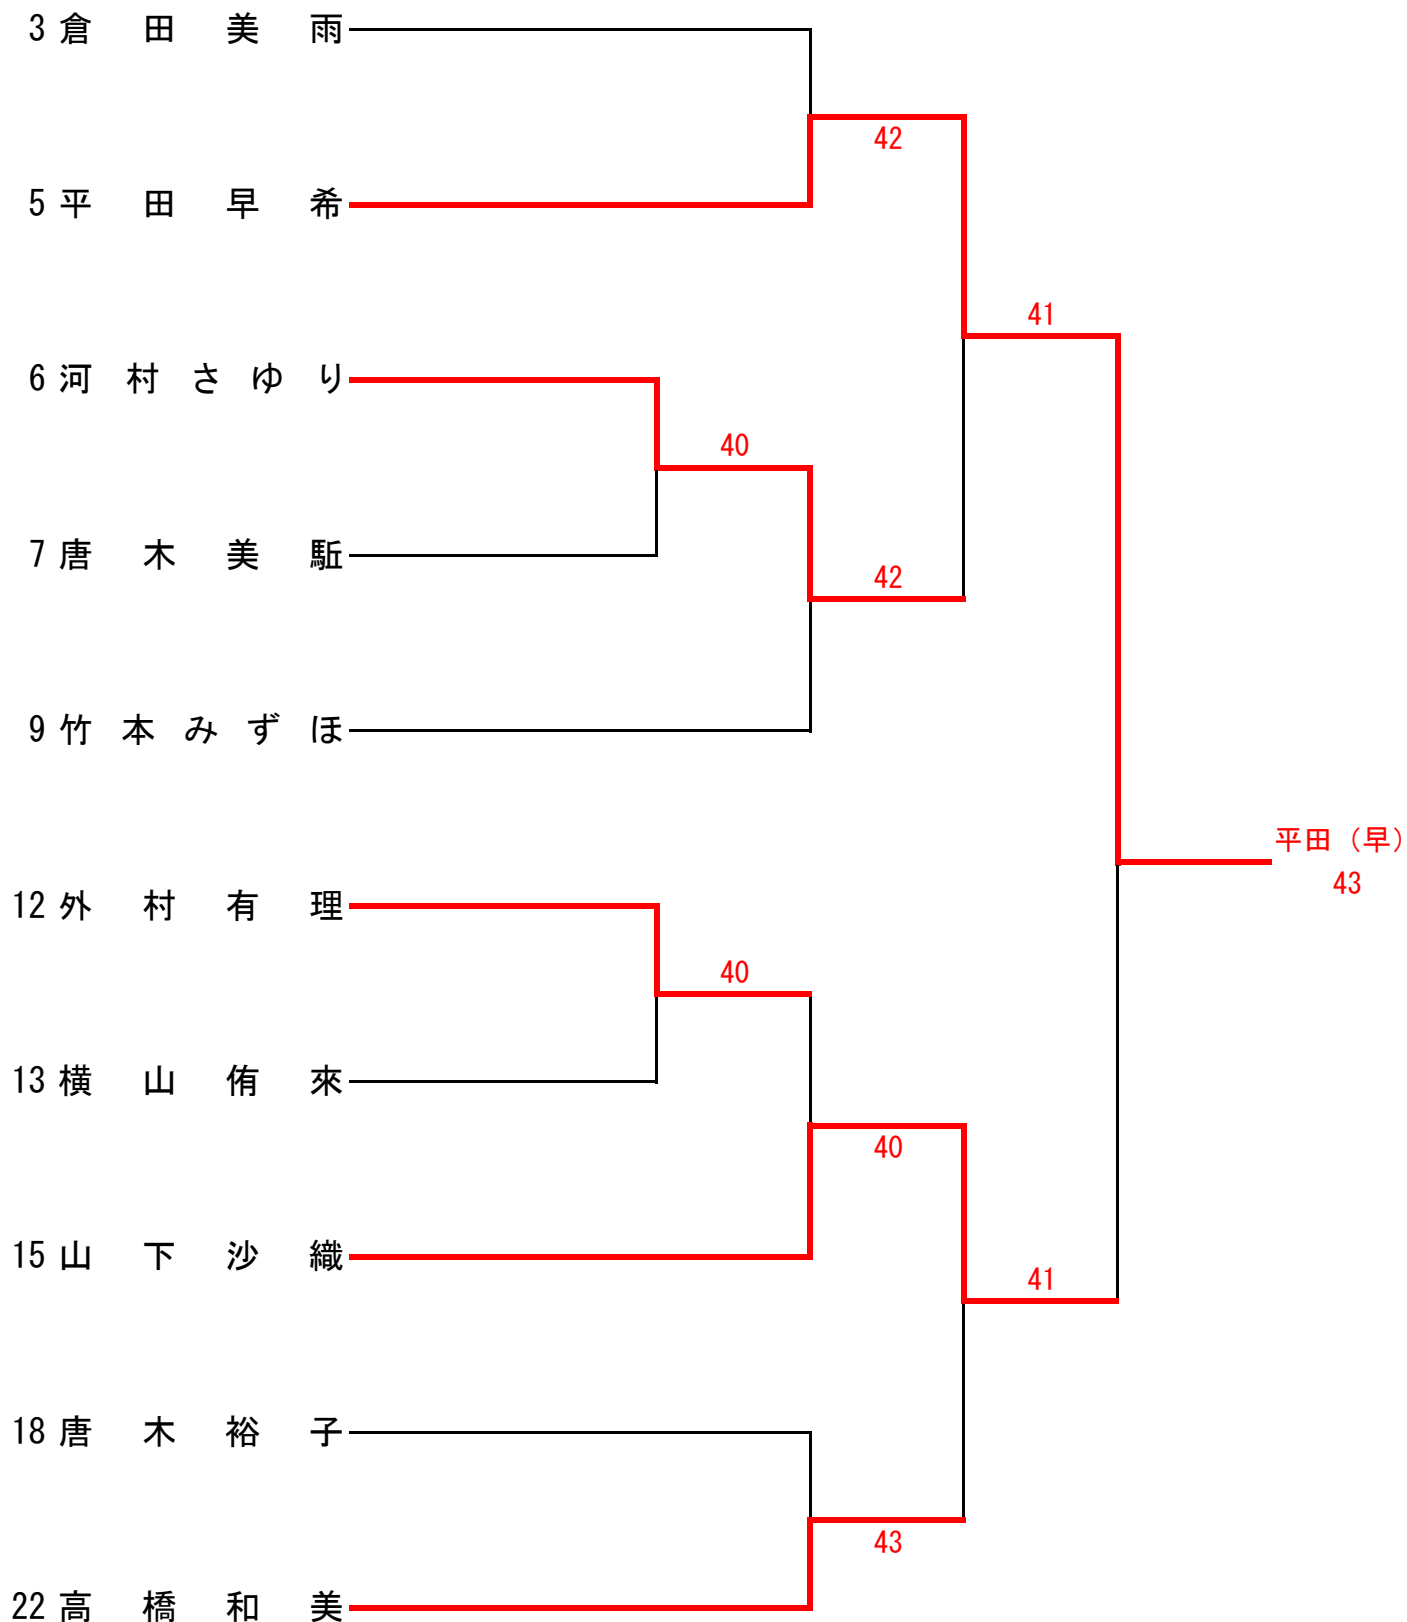 3 倉田美雨
42
5 平田早希
41
6 河村さゆり
40
7 唐木美駈
42
9 竹本みずほ
平田（早）
43
12 外村有理
40
13 横山侑來
40
15 山下沙織
41
18 唐木裕子
43
22 高橋和美